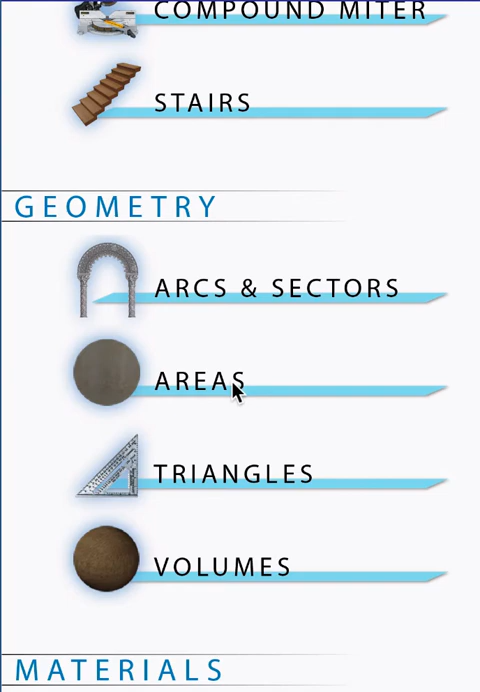 COMPOUND MITER
STAIRS
GEOMETRY
ARCS & SECTORS
AREAS
TRIANGLES
VOLUMES
MATERIALS